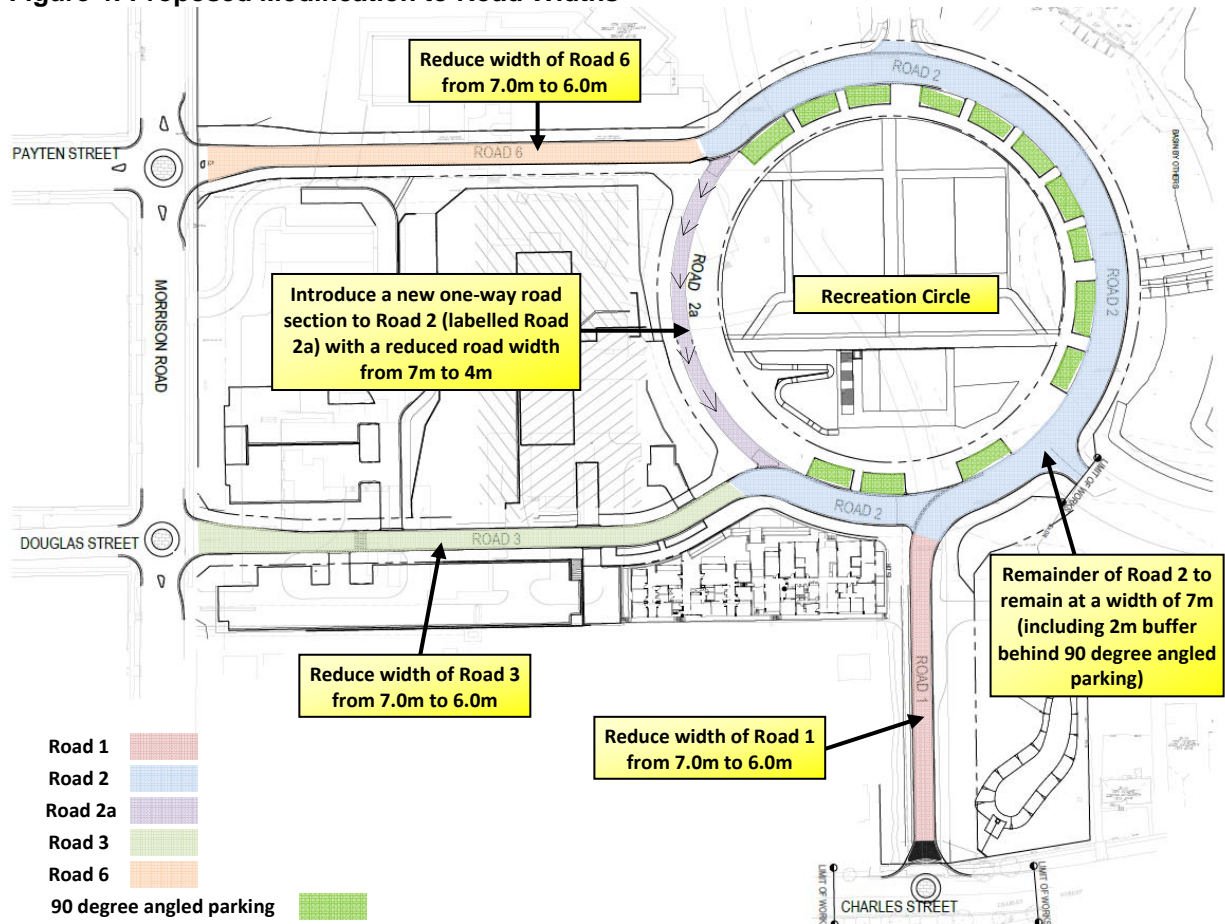 Figure 4: Proposed Modification to Road Widths
Reduce width of Road 6
from 7.0m to 6.0m
ROAD 2
PAYTEN STREET
ROAD 6
BASIN BY OTHERS
MORRISON ROAD
ROAD 2a
Introduce a new one-way road
section to Road 2 (labelled Road
2a) with a reduced road width
from 7m to 4m
Recreation Circle
ROAD 2
LIMIT OF WORKS
DOUGLAS STREET
ROAD 3
ROAD 2
Remainder of Road 2 to
remain at a width of 7m
(including 2m buffer
behind 90 degree angled
parking)
Reduce width of Road 3
from 7.0m to 6.0m
ROAD 1
Reduce width of Road 1
from 7.0m to 6.0m
Road 1
Road 2
Road 2a
Road 3
Road 6
90 degree angled parking
LIMIT OF WORKS
LIMIT OF WORKS
CHARLES STREET
CHARLES
STREET